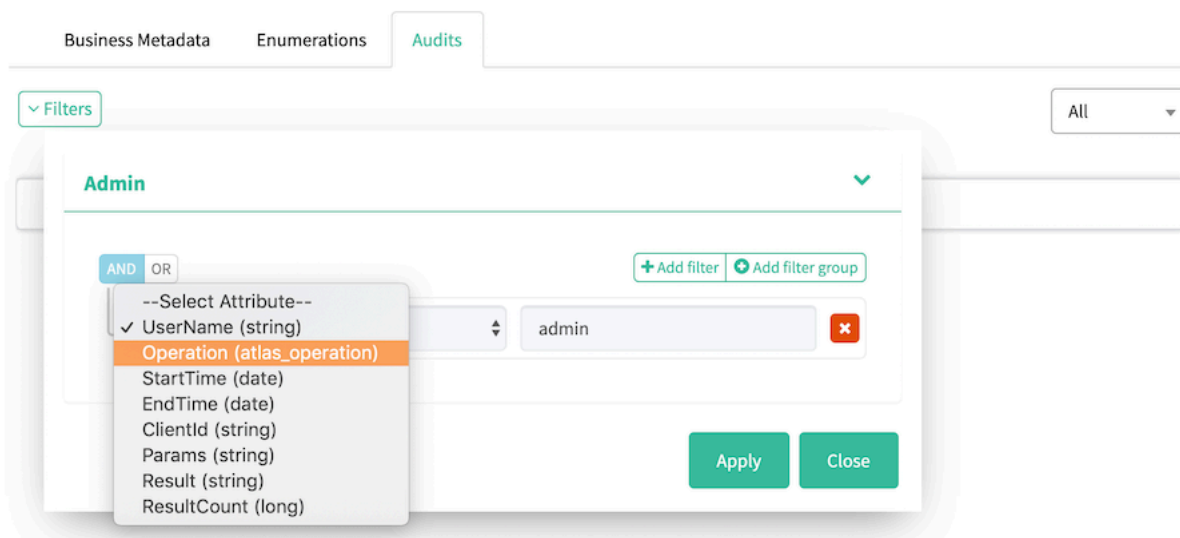 Business Metadata Enumerations Audits
Filters
All
Admin
AND OR
Add filter Add filter group
--Select Attribute--
UserName (string)
admin
Operation (atlas_operation)
StartTime (date)
EndTime (date)
ClientId (string)
Params (string)
Result (string)
ResultCount (long)
Apply Close